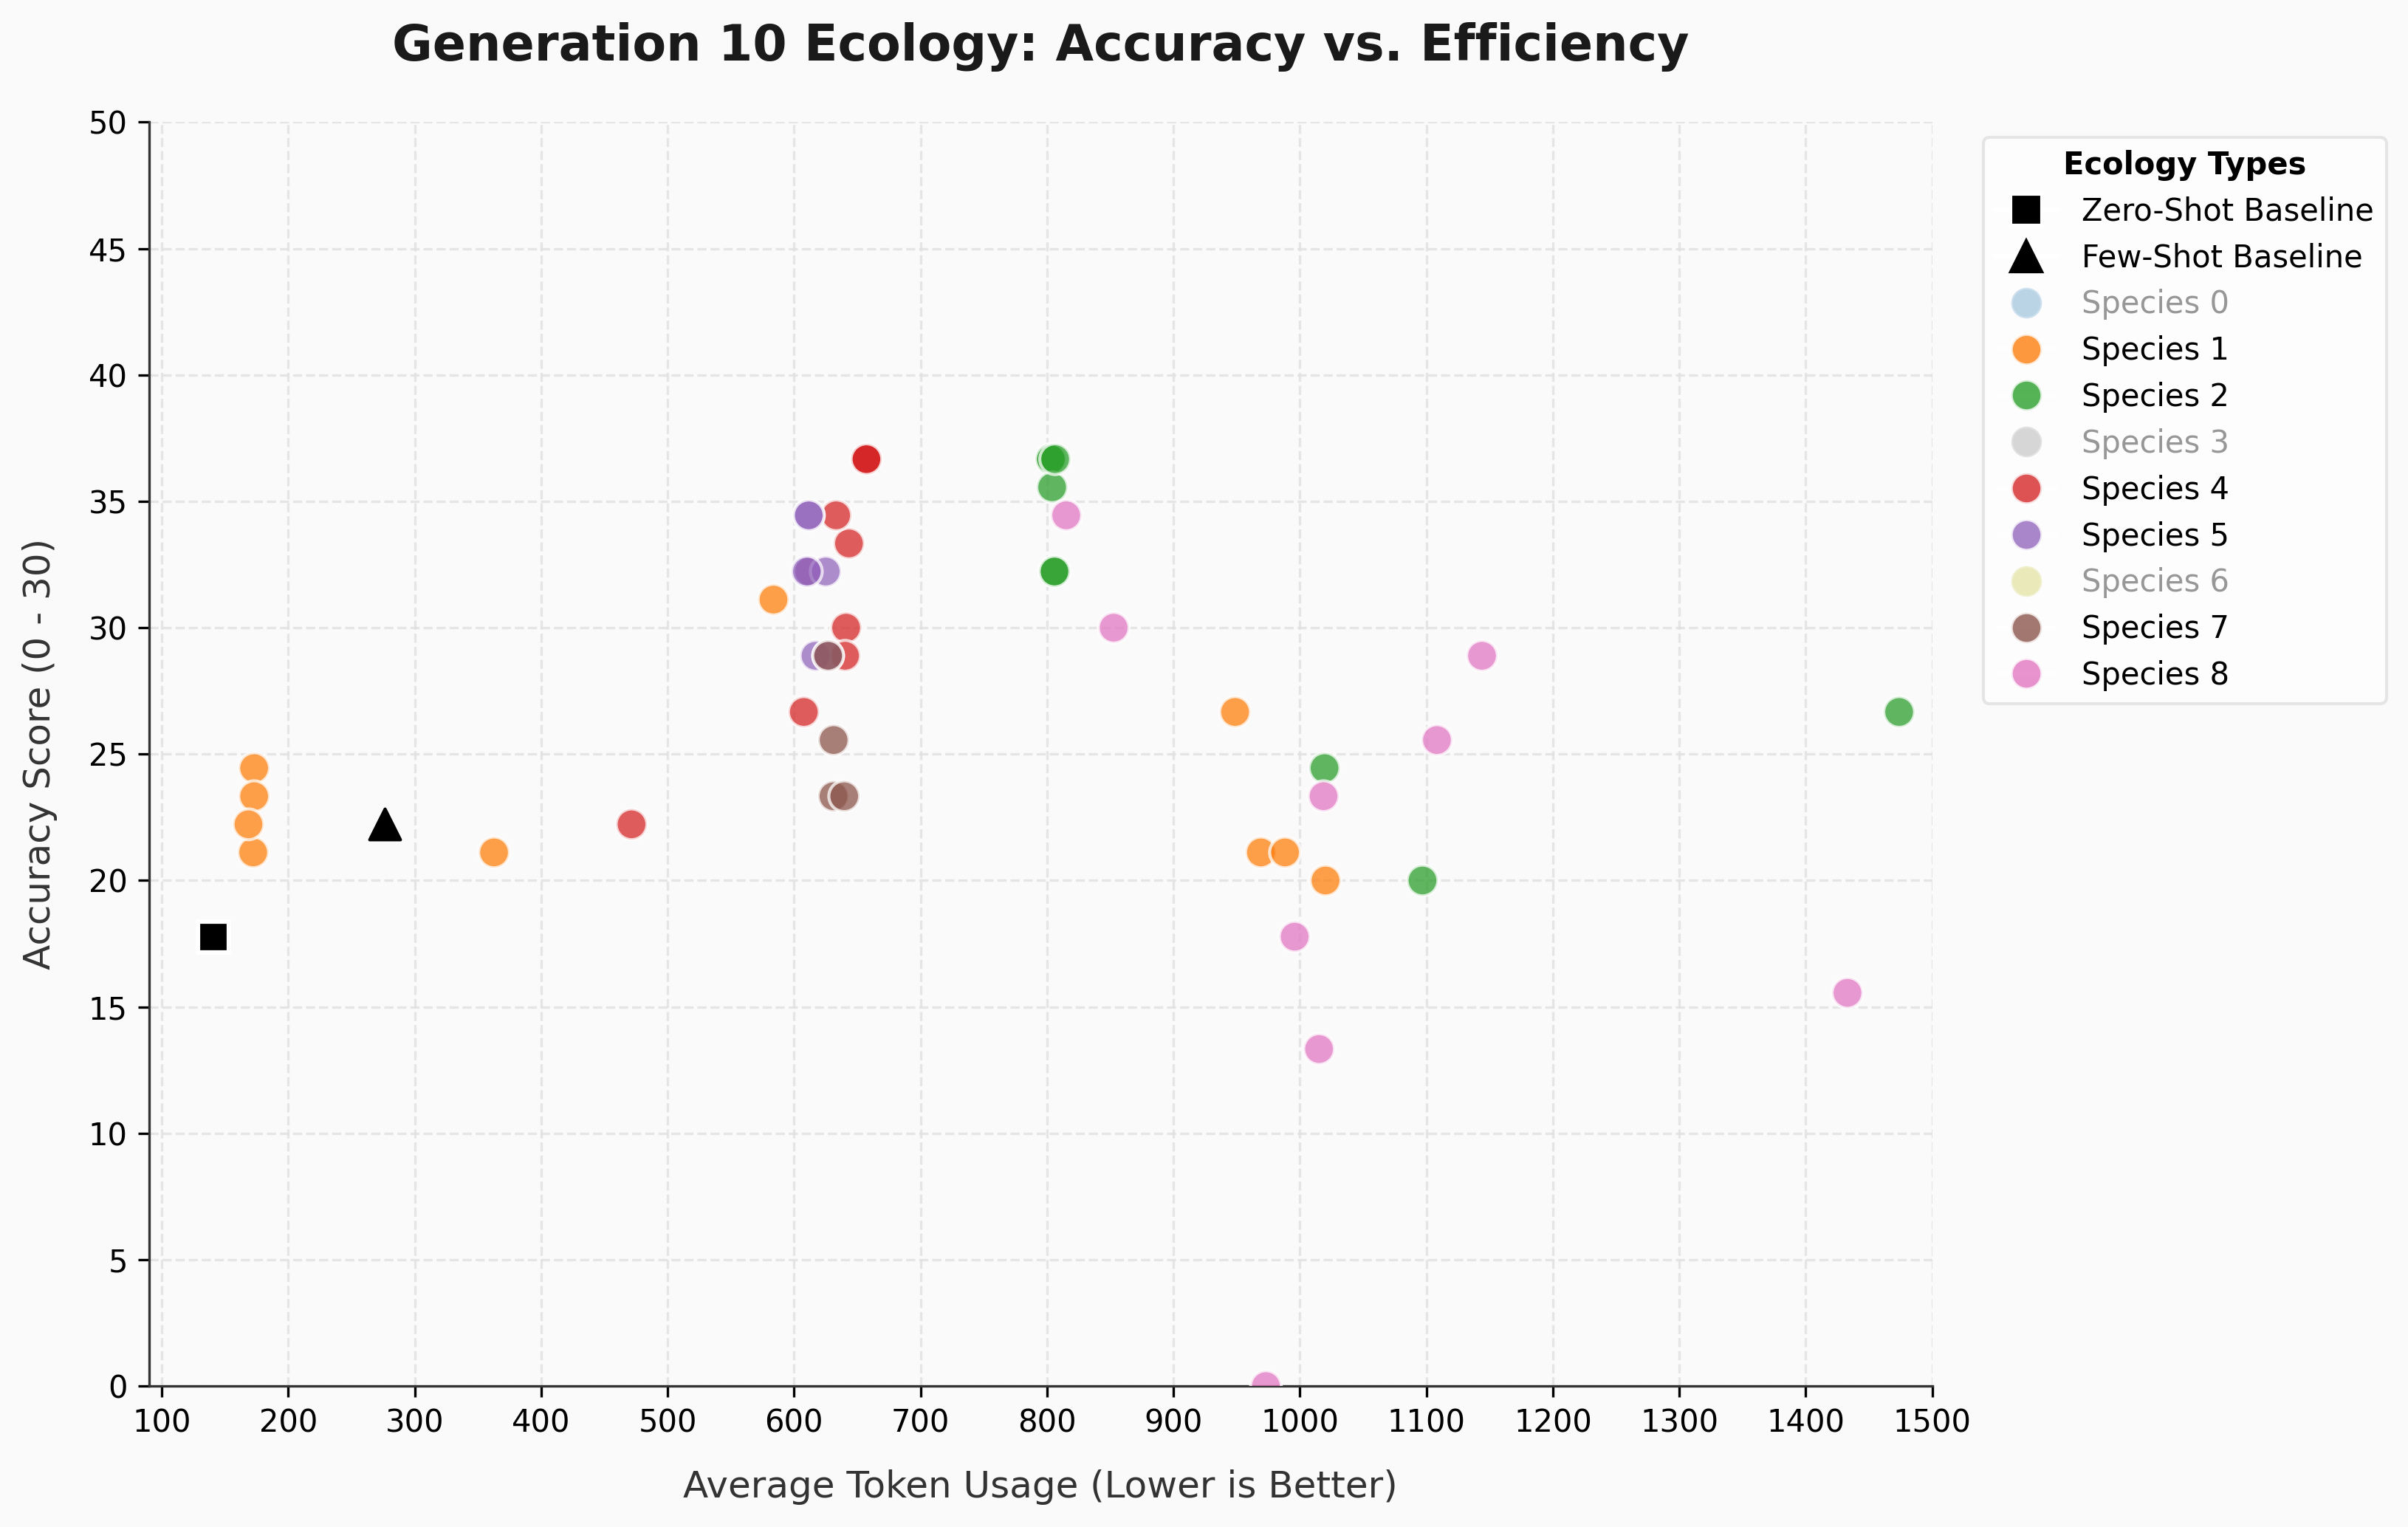 Generation 10 Ecology: Accuracy vs. Efficiency
50
45
40
35
30
25
20
15
10
5
0
Accuracy Score (0 - 30)
100 200 300 400 500 600 700 800 900 1000 1100 1200 1300 1400 1500
Average Token Usage (Lower is Better)
Ecology Types
Zero-Shot Baseline
Few-Shot Baseline
Species 0
Species 1
Species 2
Species 3
Species 4
Species 5
Species 6
Species 7
Species 8